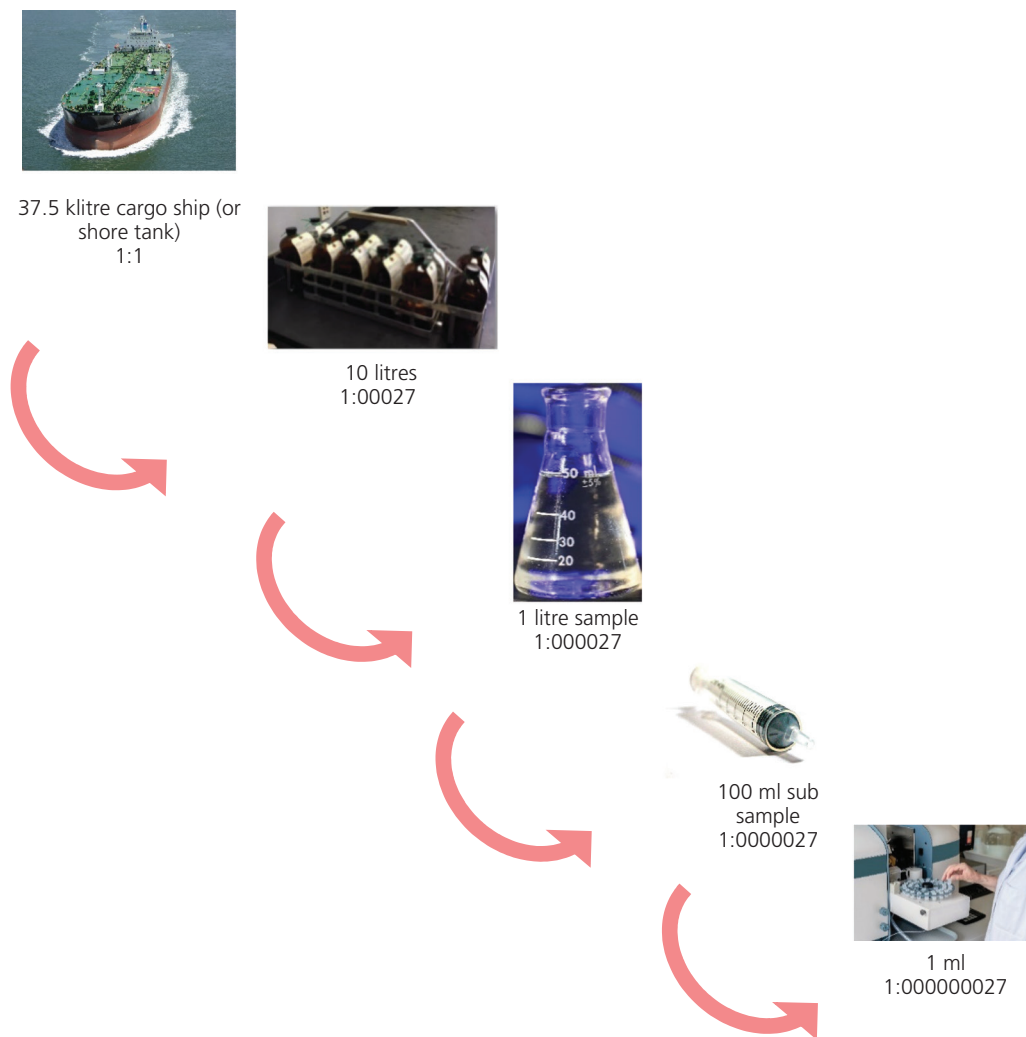 37.5 klitre cargo ship (or
shore tank)
1:1
10 litres
1:00027
50 ml
±5%
40
30
20
1 litre sample
1:000027
100 ml sub
sample
1:0000027
1 ml
1:000000027